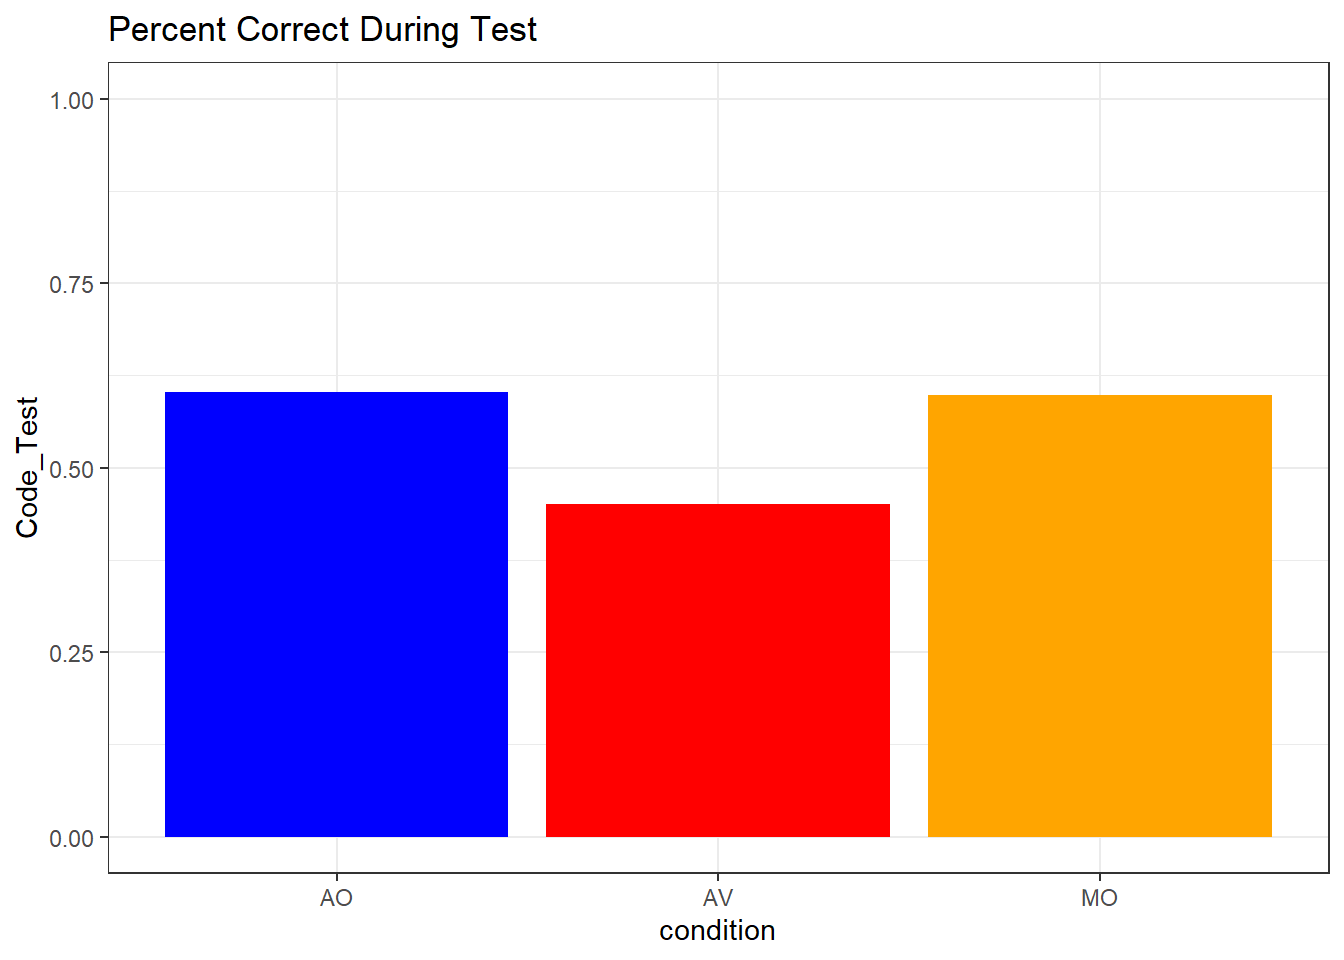 Percent Correct During Test
1.00
0.75
0.50
0.25
0.00
Code_Test
AO
AV
MO
condition